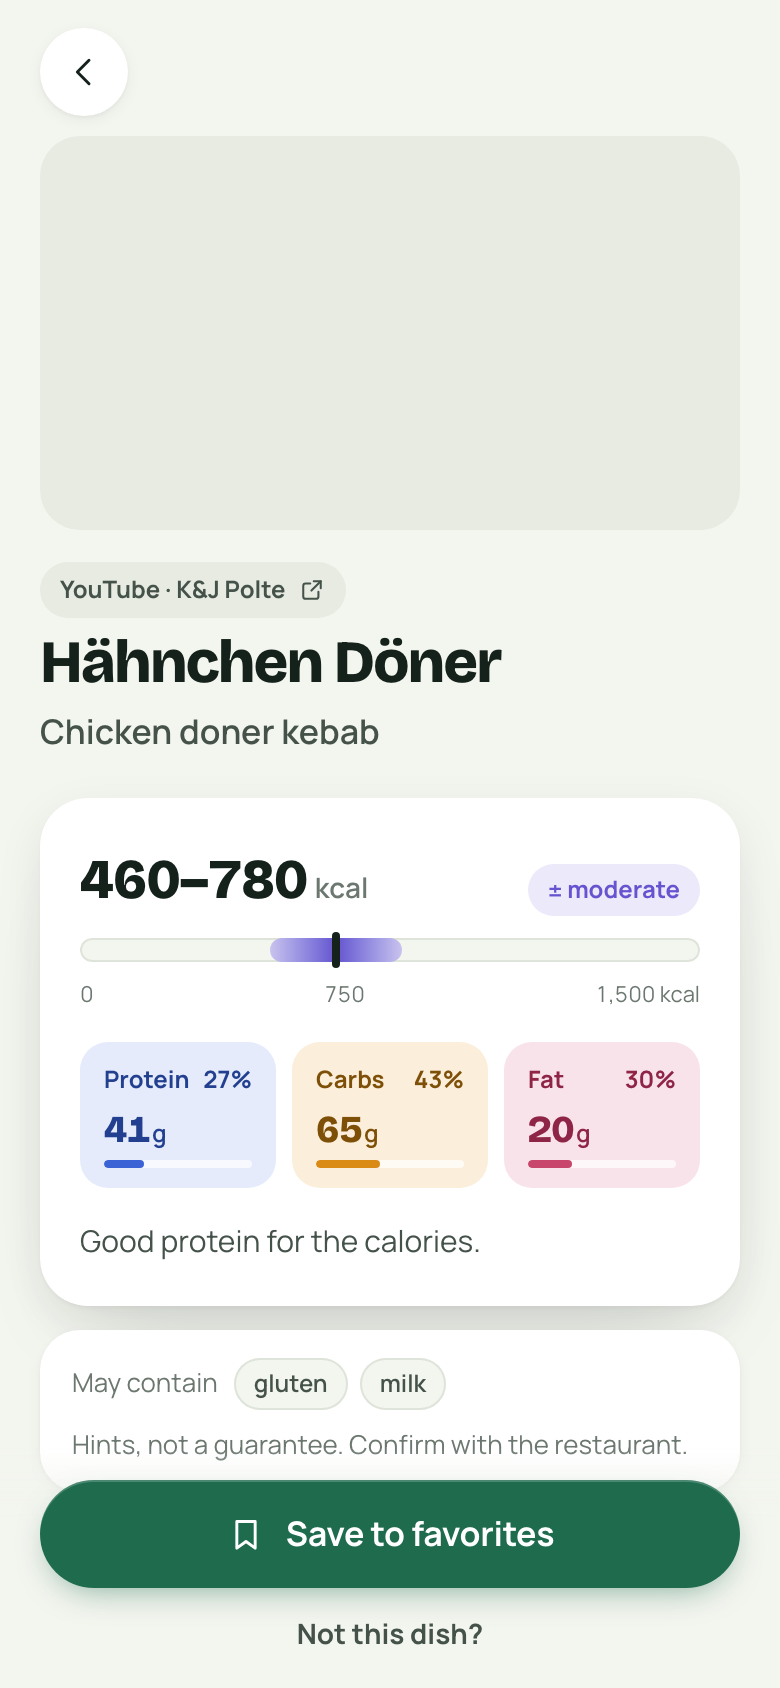 YouTube · K&J Polte
Hähnchen Döner
Chicken doner kebab
460–780 kcal
± moderate
0 750 1,500 kcal
Protein 27%
41g
Carbs 43%
65g
Fat 30%
20g
Good protein for the calories.
May contain gluten milk
Hints, not a guarantee. Confirm with the restaurant.
Save to favorites
Not this dish?